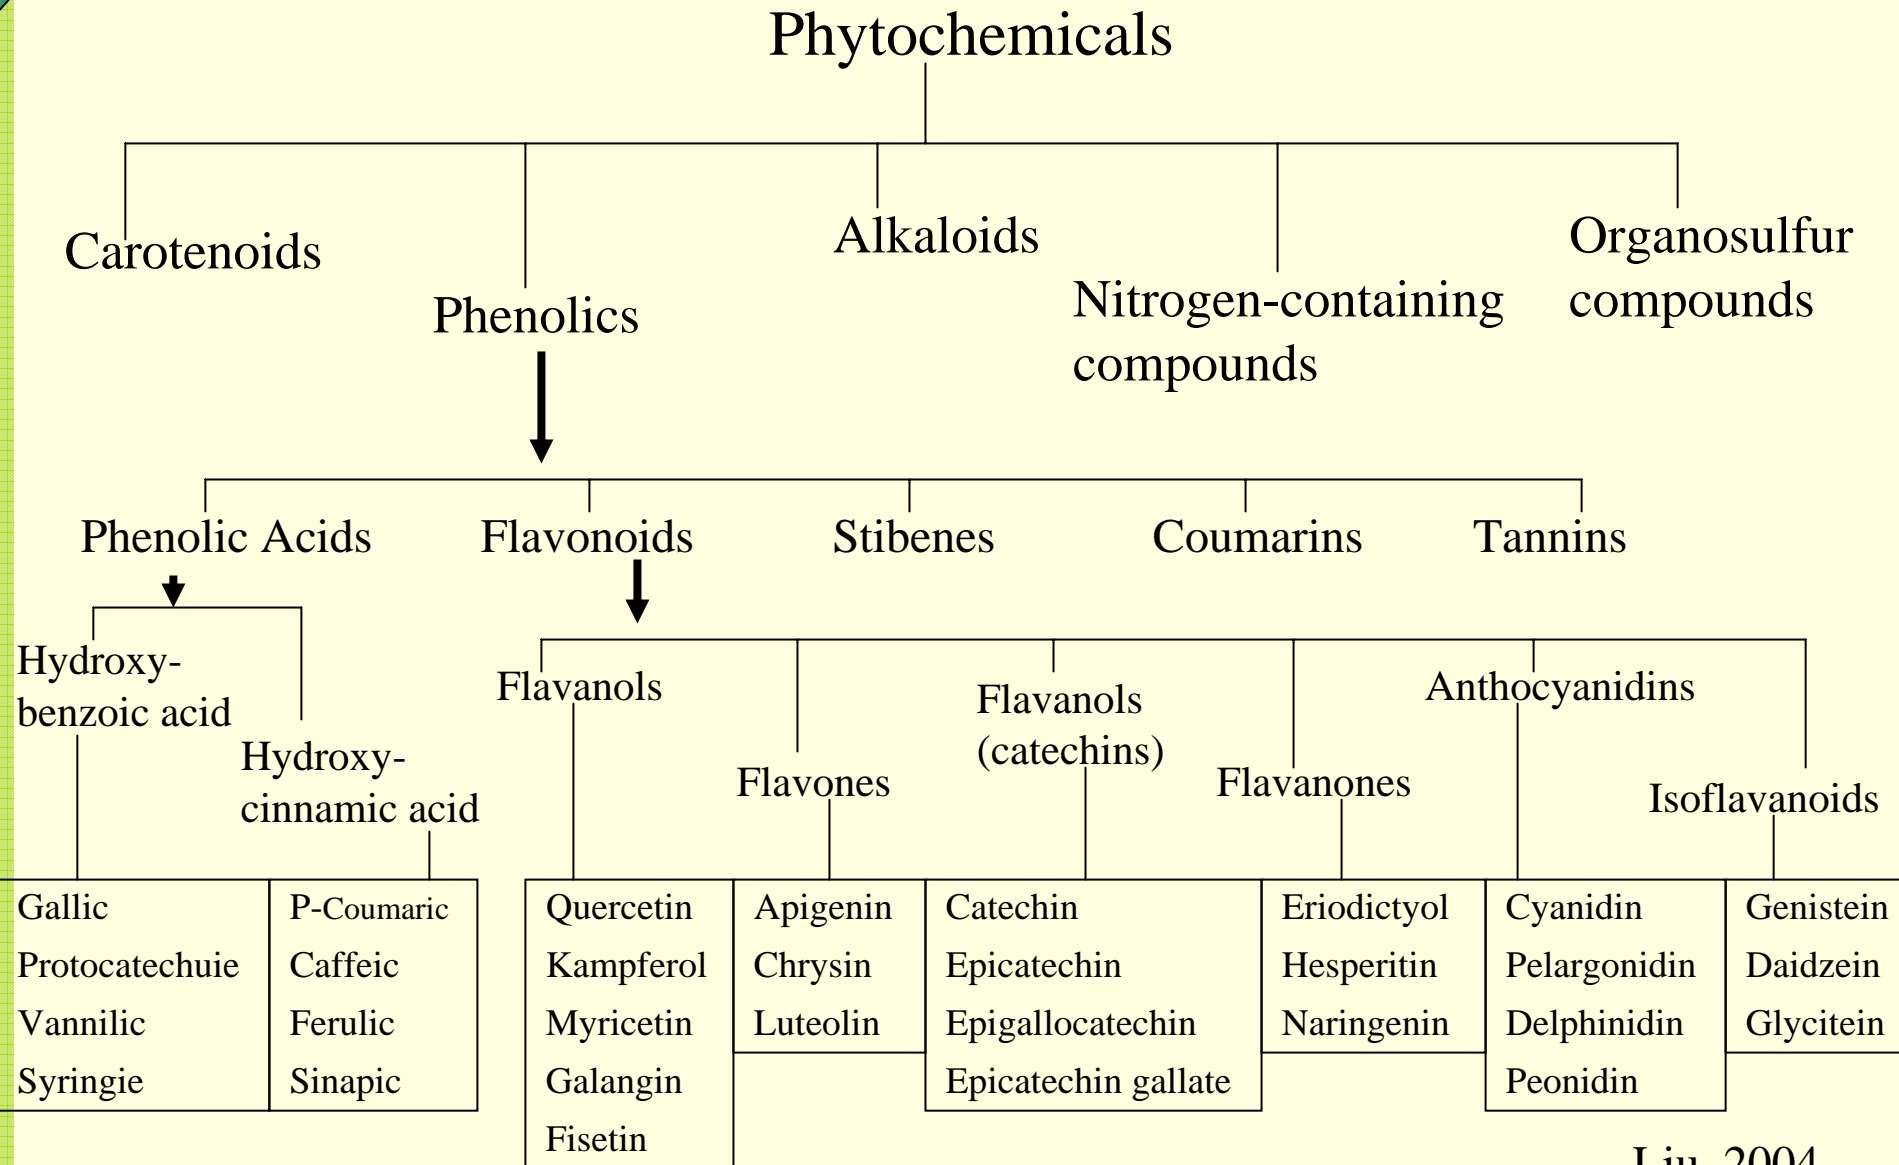 Phytochemicals
Carotenoids
Phenolics
Alkaloids
Nitrogen-containing
compounds
Organosulfur
compounds
Phenolic Acids
Flavonoids
Stibenes
Coumarins
Tannins
Hydroxy-
benzoic acid
Hydroxy-
cinnamic acid
Flavanols
Flavones
Flavanols
(catechins)
Flavanones
Anthocyanidins
Isoflavanoids
Gallic
Protocatechuie
Vannilic
Syringie
P-Coumaric
Caffeic
Ferulic
Sinapic
Quercetin
Kampferol
Myricetin
Galangin
Fisetin
Apigenin
Chrysin
Luteolin
Catechin
Epicatechin
Epigallocatechin
Epicatechin gallate
Eriodictyol
Hesperitin
Naringenin
Cyanidin
Pelargonidin
Delphinidin
Peonidin
Genistein
Daidzein
Glycitein
Liu, 2004